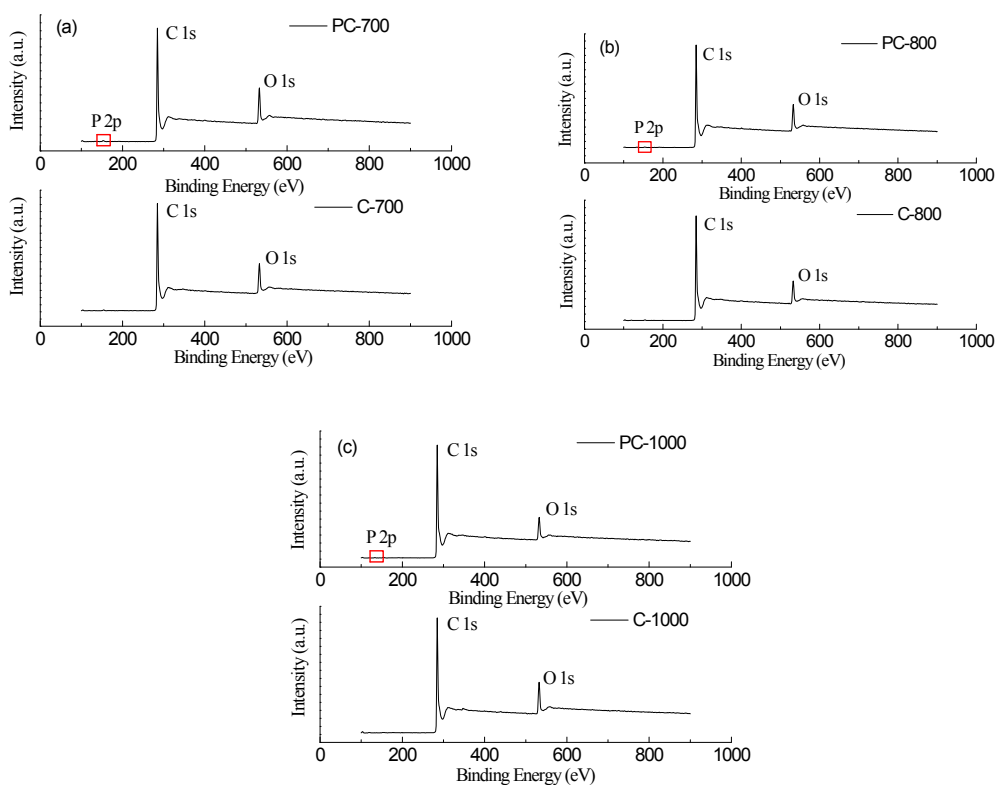 (a)
PC-700
C 1s
O 1s
P 2p
Intensity (a.u.)
0 200 400 600 800 1000
Binding Energy (eV)
C-700
C 1s
O 1s
Intensity (a.u.)
0 200 400 600 800 1000
Binding Energy (eV)
(b)
PC-800
C 1s
O 1s
P 2p
Intensity (a.u.)
0 200 400 600 800 1000
Binding Energy (eV)
C-800
C 1s
O 1s
Intensity (a.u.)
0 200 400 600 800 1000
Binding Energy (eV)
(c)
PC-1000
C 1s
O 1s
P 2p
Intensity (a.u.)
0 200 400 600 800 1000
Binding Energy (eV)
C-1000
C 1s
O 1s
Intensity (a.u.)
0 200 400 600 800 1000
Binding Energy (eV)